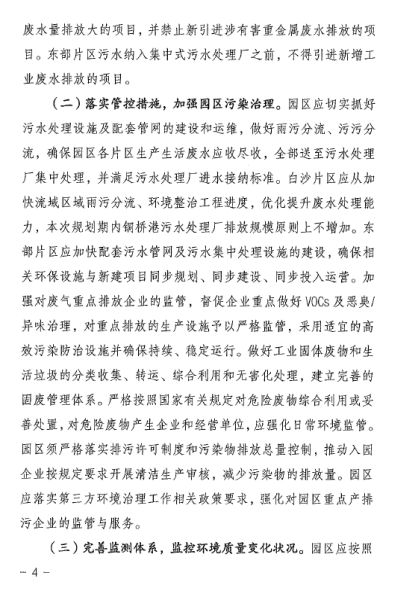 废水量排放大的项目，并禁止新引进涉有害重金属废水排放的项
目。东部片区污水纳入集中式污水处理厂之前，不得引进新增工
业废水排放的项目。
（二）落实管控措施，加强园区污染治理。园区应切实抓好
污水处理设施及配套管网的建设和运维，做好雨污分流、污污分
流，确保园区各片区生产生活废水应收尽收，全部送至污水处理
厂集中处理，并满足污水处理厂进水接纳标准。白沙片区应从加
快流域区域雨污分流、环境整治工程进度，优化提升废水处理能
力，本次规划期内铜桥港污水处理厂排放规模原则上不增加。东
部片区应加快配套污水管网及污水集中处理设施的建设，确保相
关环保设施与新建项目同步规划、同步建设、同步投入运营。加
强对废气重点排放企业的监管，督促企业重点做好 VOCs 及恶臭/
异味治理，对重点排放的生产设施予以严格监管，采用适宜的高
效污染防治设施并确保持续、稳定运行。做好工业固体废物和生
活垃圾的分类收集、转运、综合利用和无害化处理，建立完善的
固废管理体系。严格按照国家有关规定对危险废物综合利用或妥
善处置，对危险废物产生企业和经营单位，应强化日常环境监管。
园区须严格落实排污许可制度和污染物排放总量控制，推动入园
企业按规定要求开展清洁生产审核，减少污染物的排放量。园区
应落实第三方环境治理工作相关政策要求，强化对园区重点产排
污企业的监管与服务。
（三）完善监测体系，监控环境质量变化状况。园区应按照
- 4 -